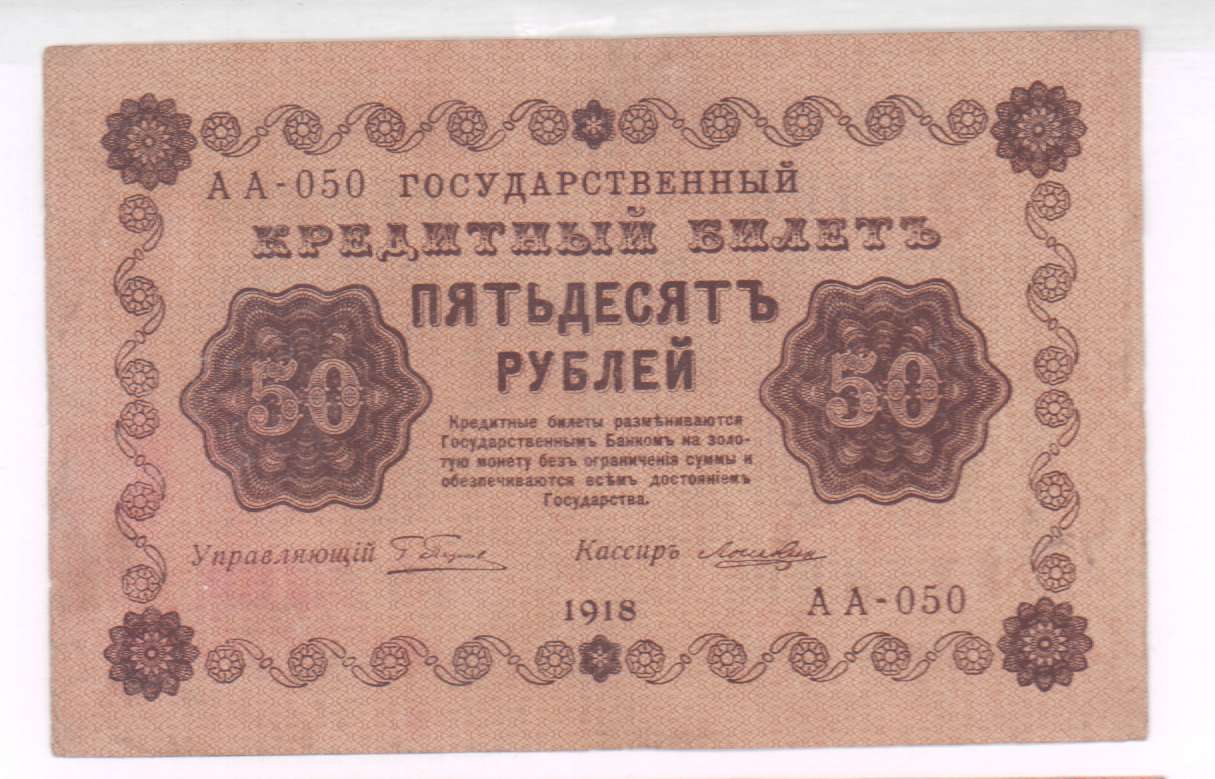 АА-050 ГОСУДАРСТВЕННЫЙ
КРЕДИТНЫЙ БИЛЕТЪ
ПЯТЬДЕСЯТЪ
РУБЛЕЙ
50
50
Кредитные билеты размѣниваются
Государственнымъ Банкомъ на золо-
тую монету безъ ограниченія суммы и
обезпечиваются всѣмъ достояніемъ
Государства.
Управляющій
Кассиръ
1918
АА-050